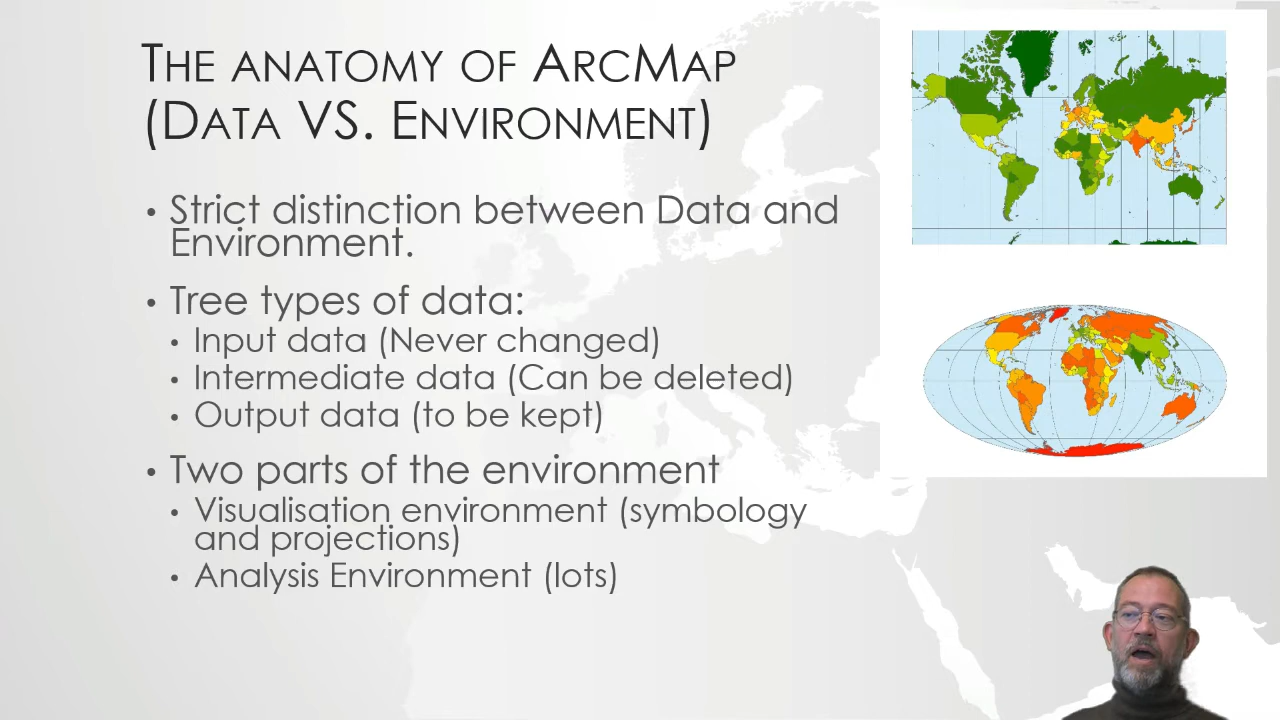 The anatomy of ArcMap
(Data VS. Environment)
• Strict distinction between Data and
Environment.
• Tree types of data:
• Input data (Never changed)
• Intermediate data (Can be deleted)
• Output data (to be kept)
• Two parts of the environment
• Visualisation environment (symbology
and projections)
• Analysis Environment (lots)